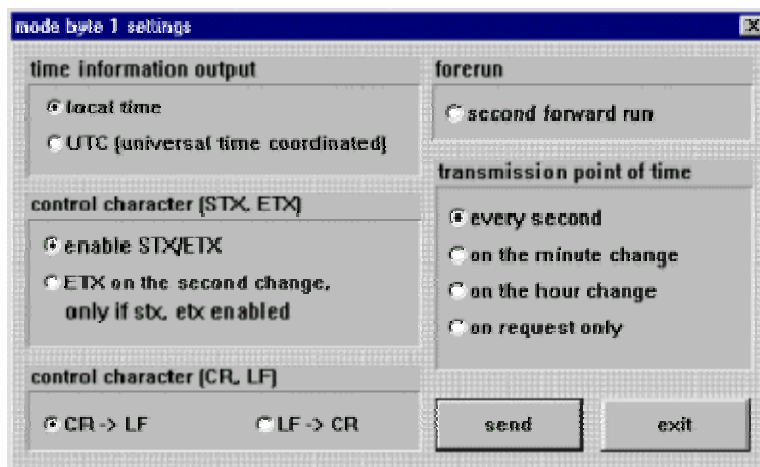 mode byte 1 settings
time information output
local time
UTC (universal time coordinated)
control character (STX, ETX)
enable STX/ETX
ETX on the second change,
only if stx, etx enabled
control character (CR, LF)
CR -> LF
LF -> CR
forerun
second forward run
transmission point of time
every second
on the minute change
on the hour change
on request only
send
exit